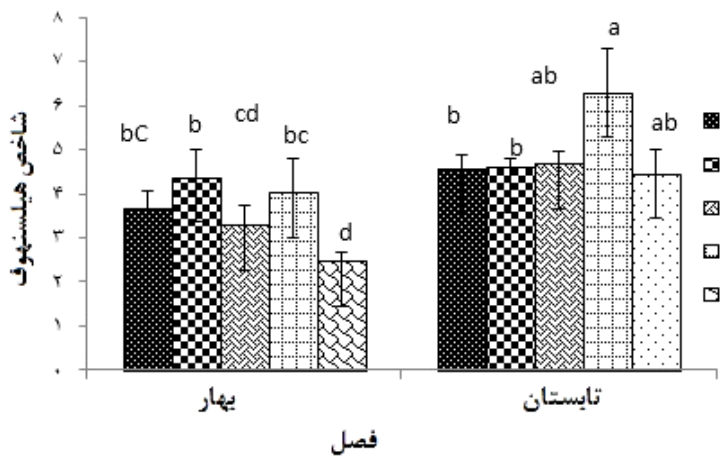 ۸
۷
۶
۵
۴
۳
۲
۱
۰
شاخص هیلسنهوف
bC
b
cd
bc
d
b
b
ab
a
ab
بهار
تابستان
فصل